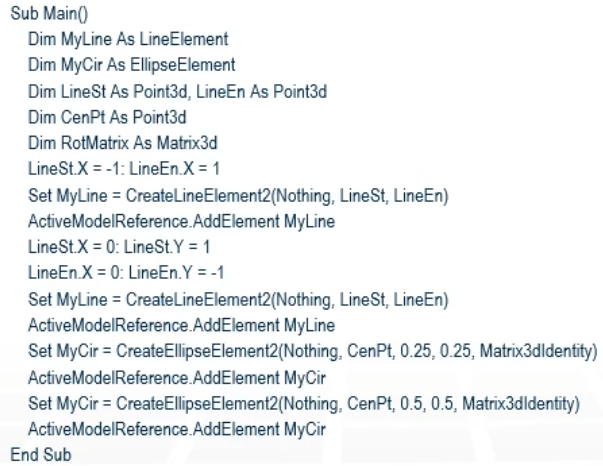 Sub Main()
Dim MyLine As LineElement
Dim MyCir As EllipseElement
Dim LineSt As Point3d, LineEn As Point3d
Dim CenPt As Point3d
Dim RotMatrix As Matrix3d
LineSt.X = -1: LineEn.X = 1
Set MyLine = CreateLineElement2(Nothing, LineSt, LineEn)
ActiveModelReference.AddElement MyLine
LineSt.X = 0: LineSt.Y = 1
LineEn.X = 0: LineEn.Y = -1
Set MyLine = CreateLineElement2(Nothing, LineSt, LineEn)
ActiveModelReference.AddElement MyLine
Set MyCir = CreateEllipseElement2(Nothing, CenPt, 0.25, 0.25, Matrix3dIdentity)
ActiveModelReference.AddElement MyCir
Set MyCir = CreateEllipseElement2(Nothing, CenPt, 0.5, 0.5, Matrix3dIdentity)
ActiveModelReference.AddElement MyCir
End Sub